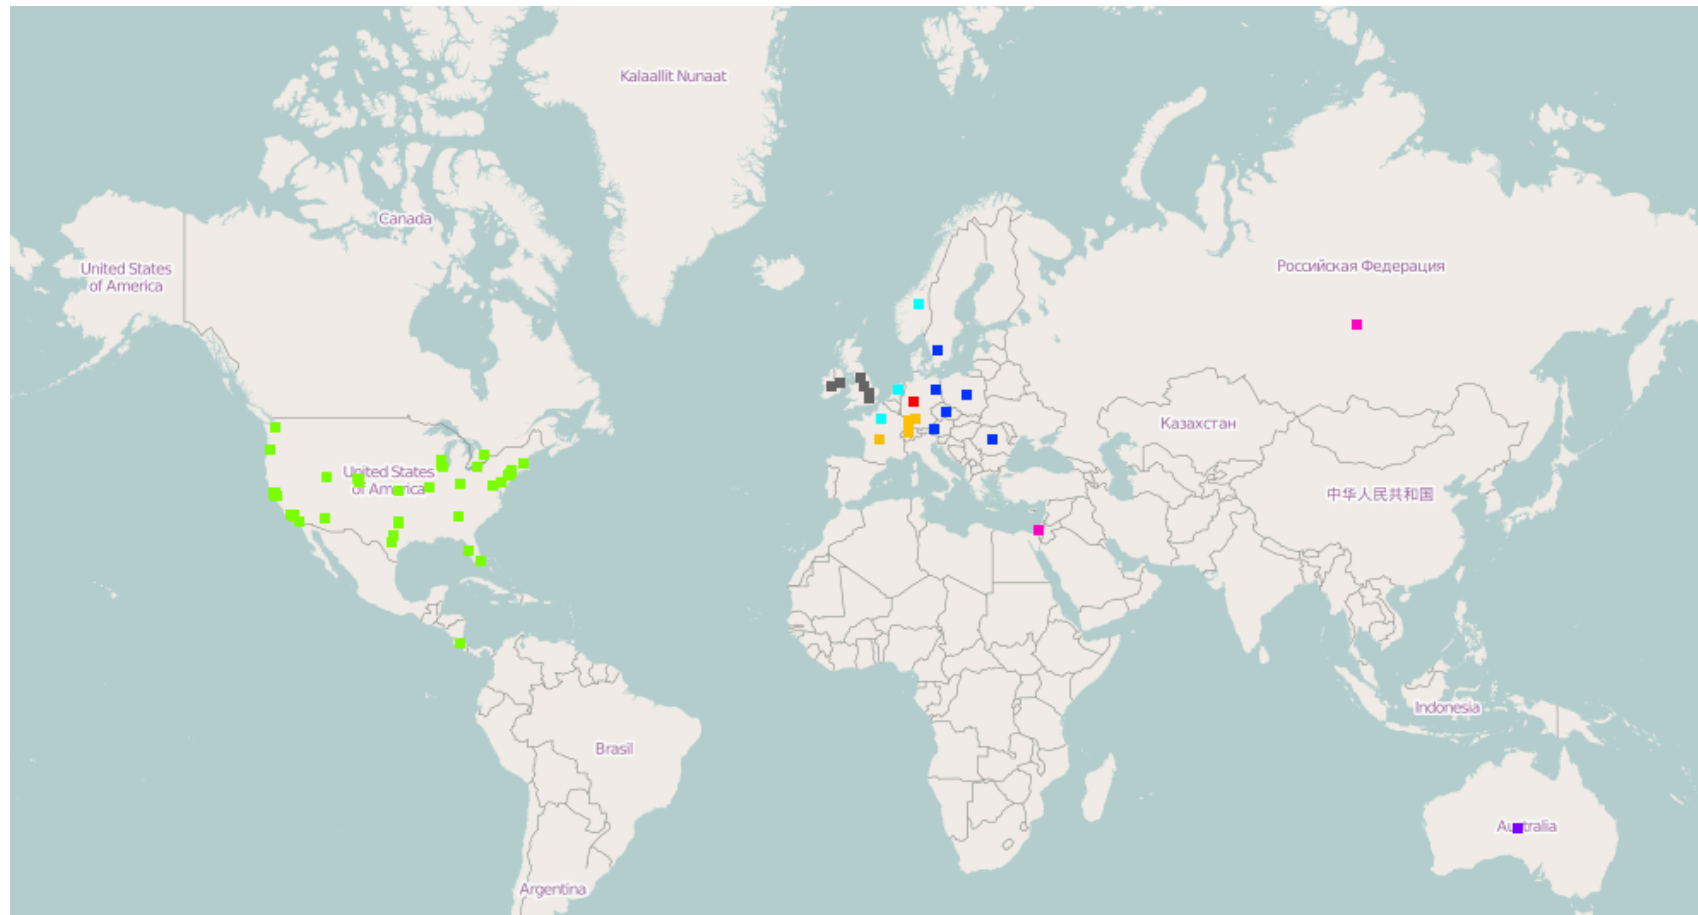 Kalaallit Nunaat
Canada
United States
of America
Российская Федерация
Казахстан
United States
of America
中华人民共和国
Indonesia
Brasil
Australia
Argentina